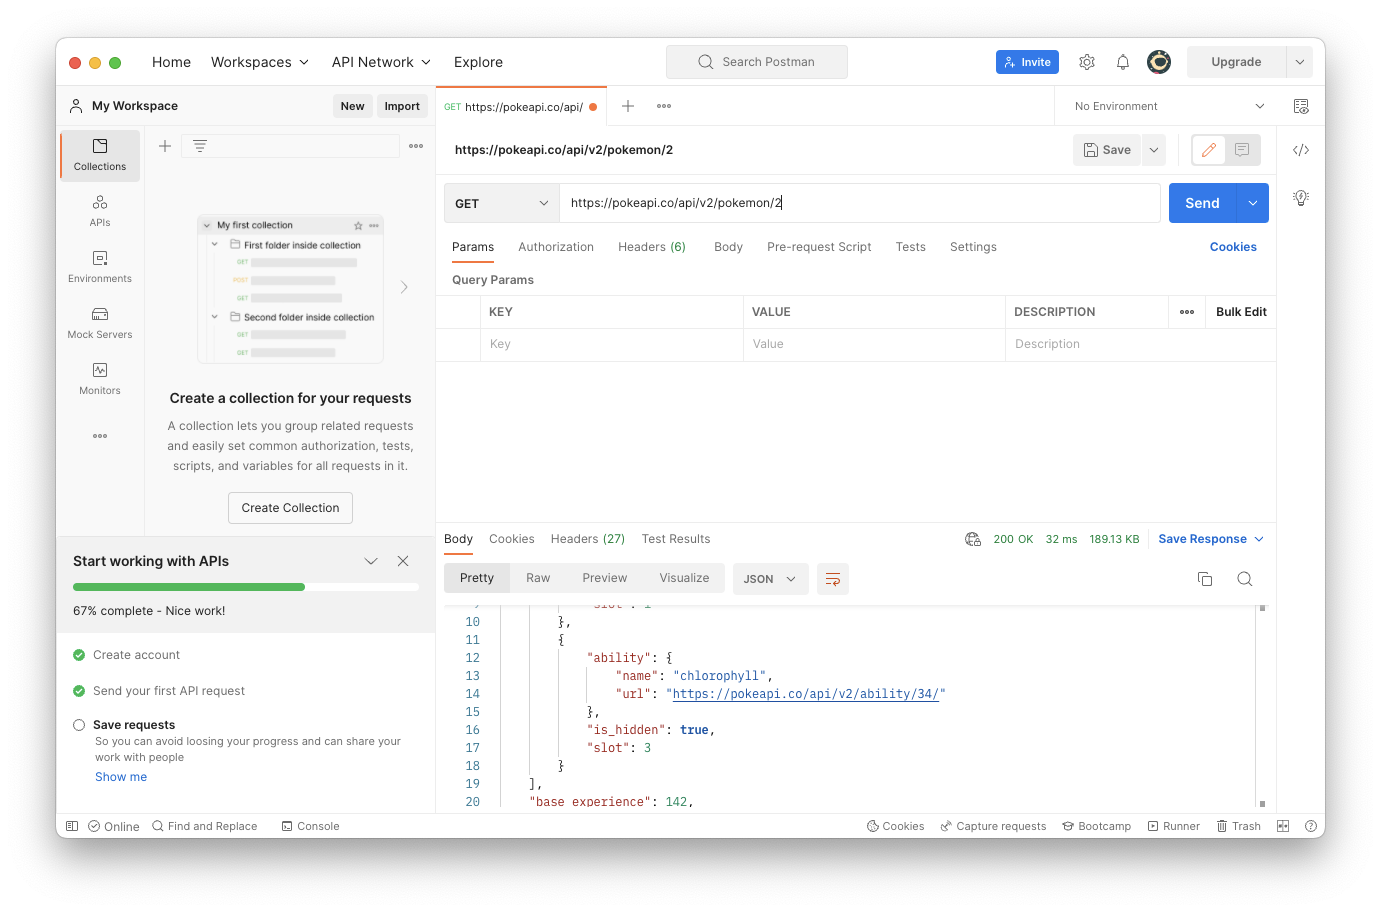 Home Workspaces API Network Explore Search Postman Invite Upgrade
My Workspace New Import GET https://pokeapi.co/api/ No Environment
Collections
APIs
Environments
Mock Servers
Monitors
My first collection
First folder inside collection
GET
POST
GET
Second folder inside collection
GET
GET
Create a collection for your requests
A collection lets you group related requests
and easily set common authorization, tests,
scripts, and variables for all requests in it.
Create Collection
Start working with APIs
67% complete - Nice work!
Create account
Send your first API request
Save requests
So you can avoid loosing your progress and can share your
work with people
Show me
https://pokeapi.co/api/v2/pokemon/2 Save
GET https://pokeapi.co/api/v2/pokemon/2 Send
Params Authorization Headers (6) Body Pre-request Script Tests Settings Cookies
Query Params
KEY VALUE DESCRIPTION Bulk Edit
Key Value Description
Body Cookies Headers (27) Test Results 200 OK 32 ms 189.13 KB Save Response
Pretty Raw Preview Visualize JSON
9 "slot": 1
10 },
11 {
12 "ability": {
13 "name": "chlorophyll",
14 "url": "https://pokeapi.co/api/v2/ability/34/"
15 },
16 "is_hidden": true,
17 "slot": 3
18 }
19 ],
20 "base_experience": 142,
Online Find and Replace Console Cookies Capture requests Bootcamp Runner Trash